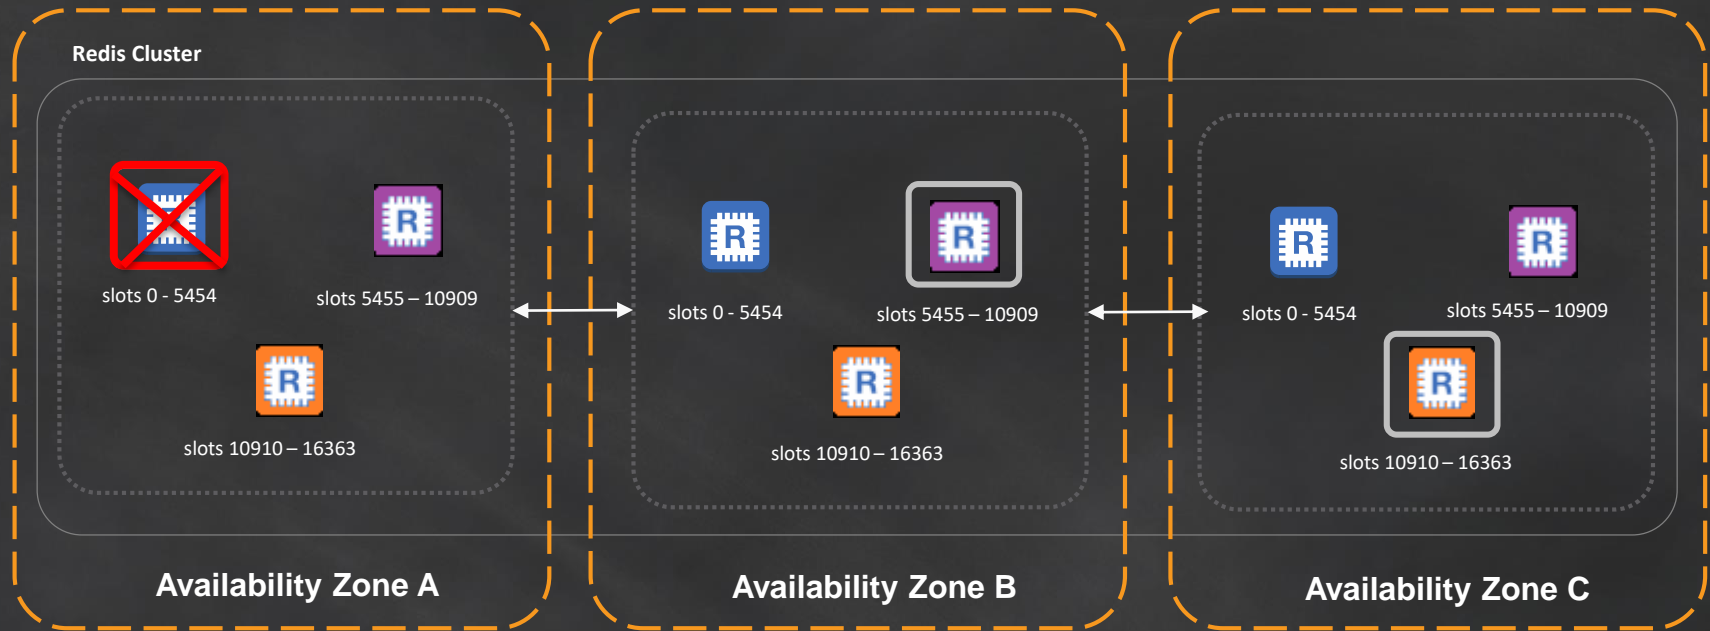 Redis Cluster
slots 0 - 5454
R
slots 5455 – 10909
R
slots 10910 – 16363
Availability Zone A
R
slots 0 - 5454
R
slots 5455 – 10909
R
slots 10910 – 16363
Availability Zone B
R
slots 0 - 5454
R
slots 5455 – 10909
R
slots 10910 – 16363
Availability Zone C